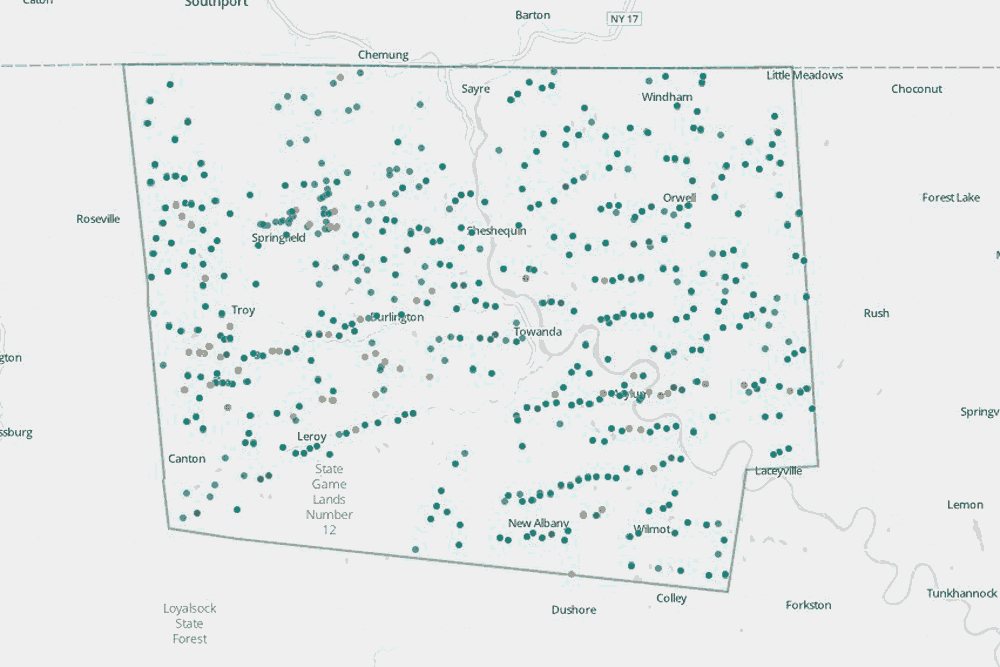 Caton
Southport
Barton
NY 17
Chemung
Sayre
Little Meadows
Windham
Choconut
Orwell
Forest Lake
Roseville
Springfield
Sheshequin
Troy
Burlington
Towanda
Rush
gton
Asylum
Springv
ssburg
Leroy
Canton
State
Game
Lands
Number
12
Laceyville
Lemon
New Albany
Wilmot
Tunkhannock
Colley
Dushore
Forkston
Loyalsock
State
Forest